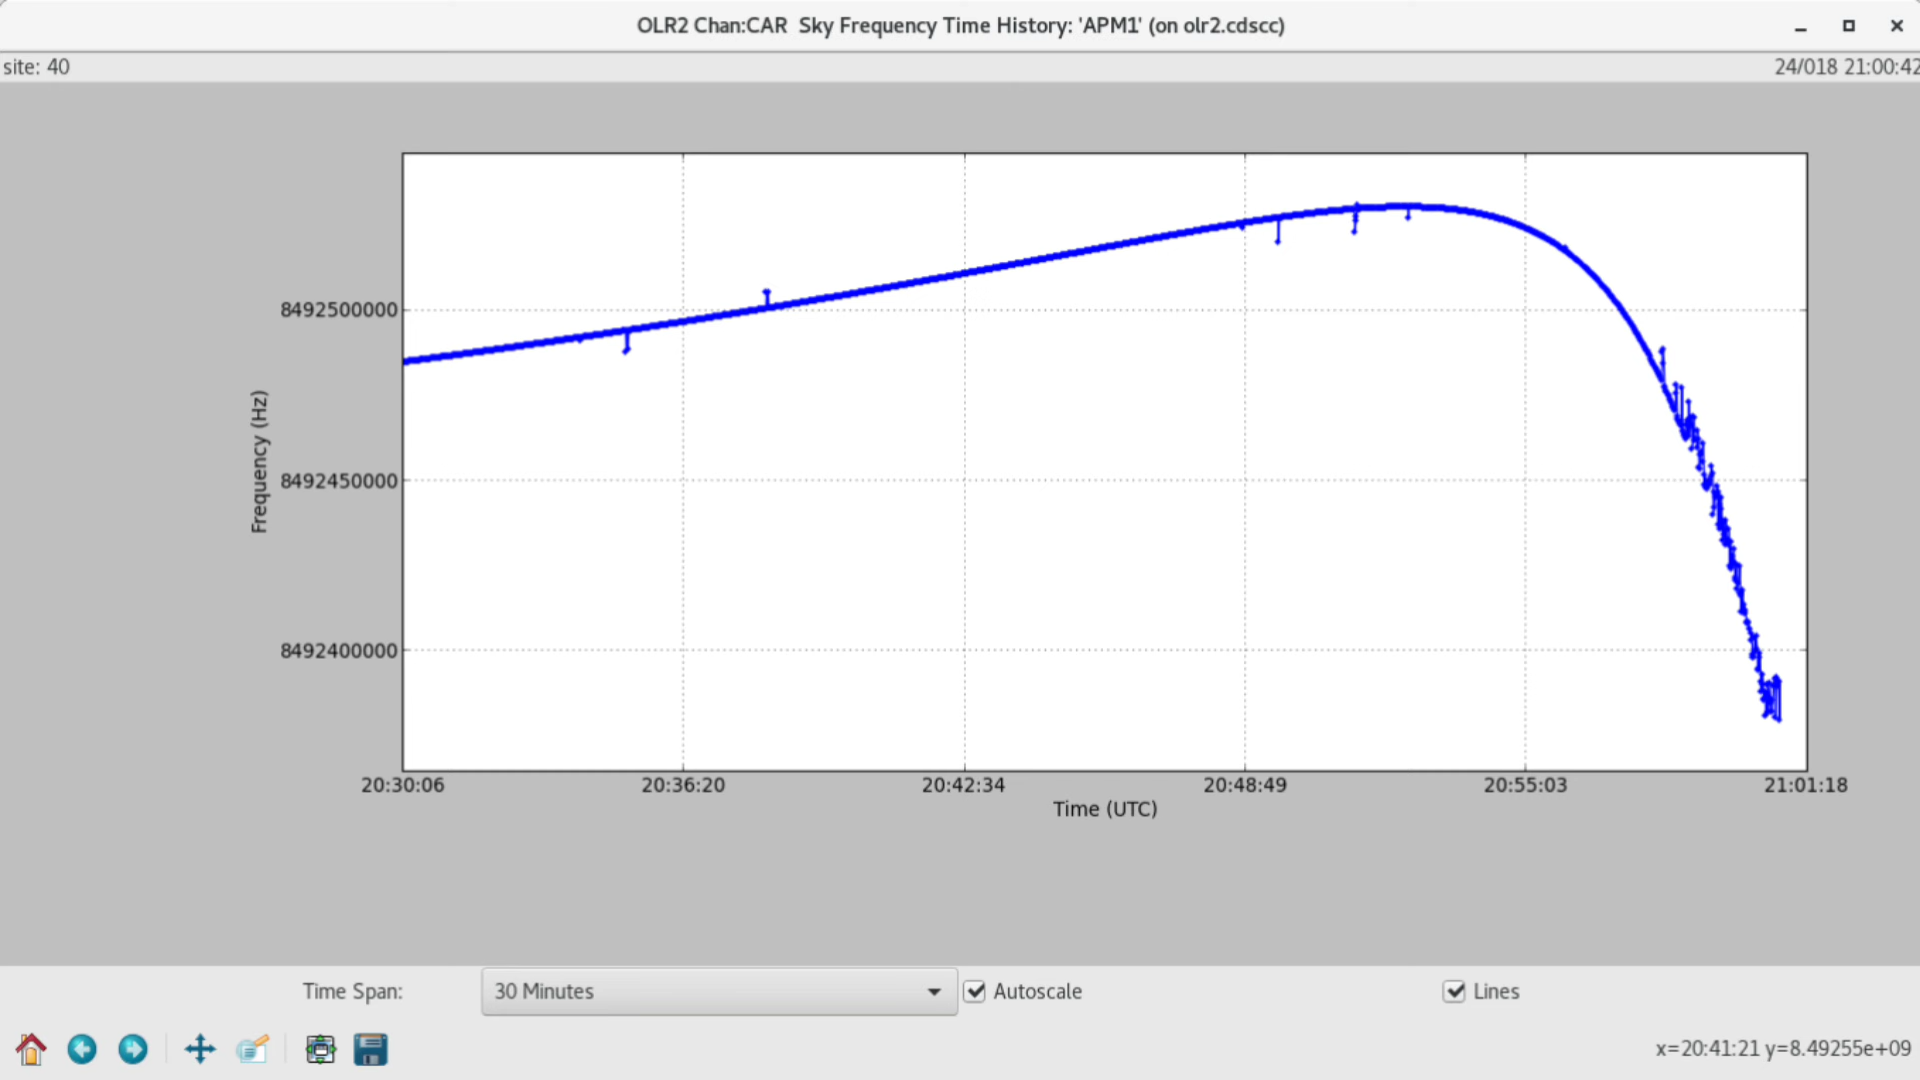 OLR2 Chan:CAR  Sky Frequency Time History: 'APM1' (on olr2.cdscc)
site: 40
24/018 21:00:42
8492500000
8492450000
8492400000
Frequency (Hz)
20:30:06
20:36:20
20:42:34
20:48:49
20:55:03
21:01:18
Time (UTC)
Time Span:
30 Minutes
Autoscale
Lines
x=20:41:21 y=8.49255e+09